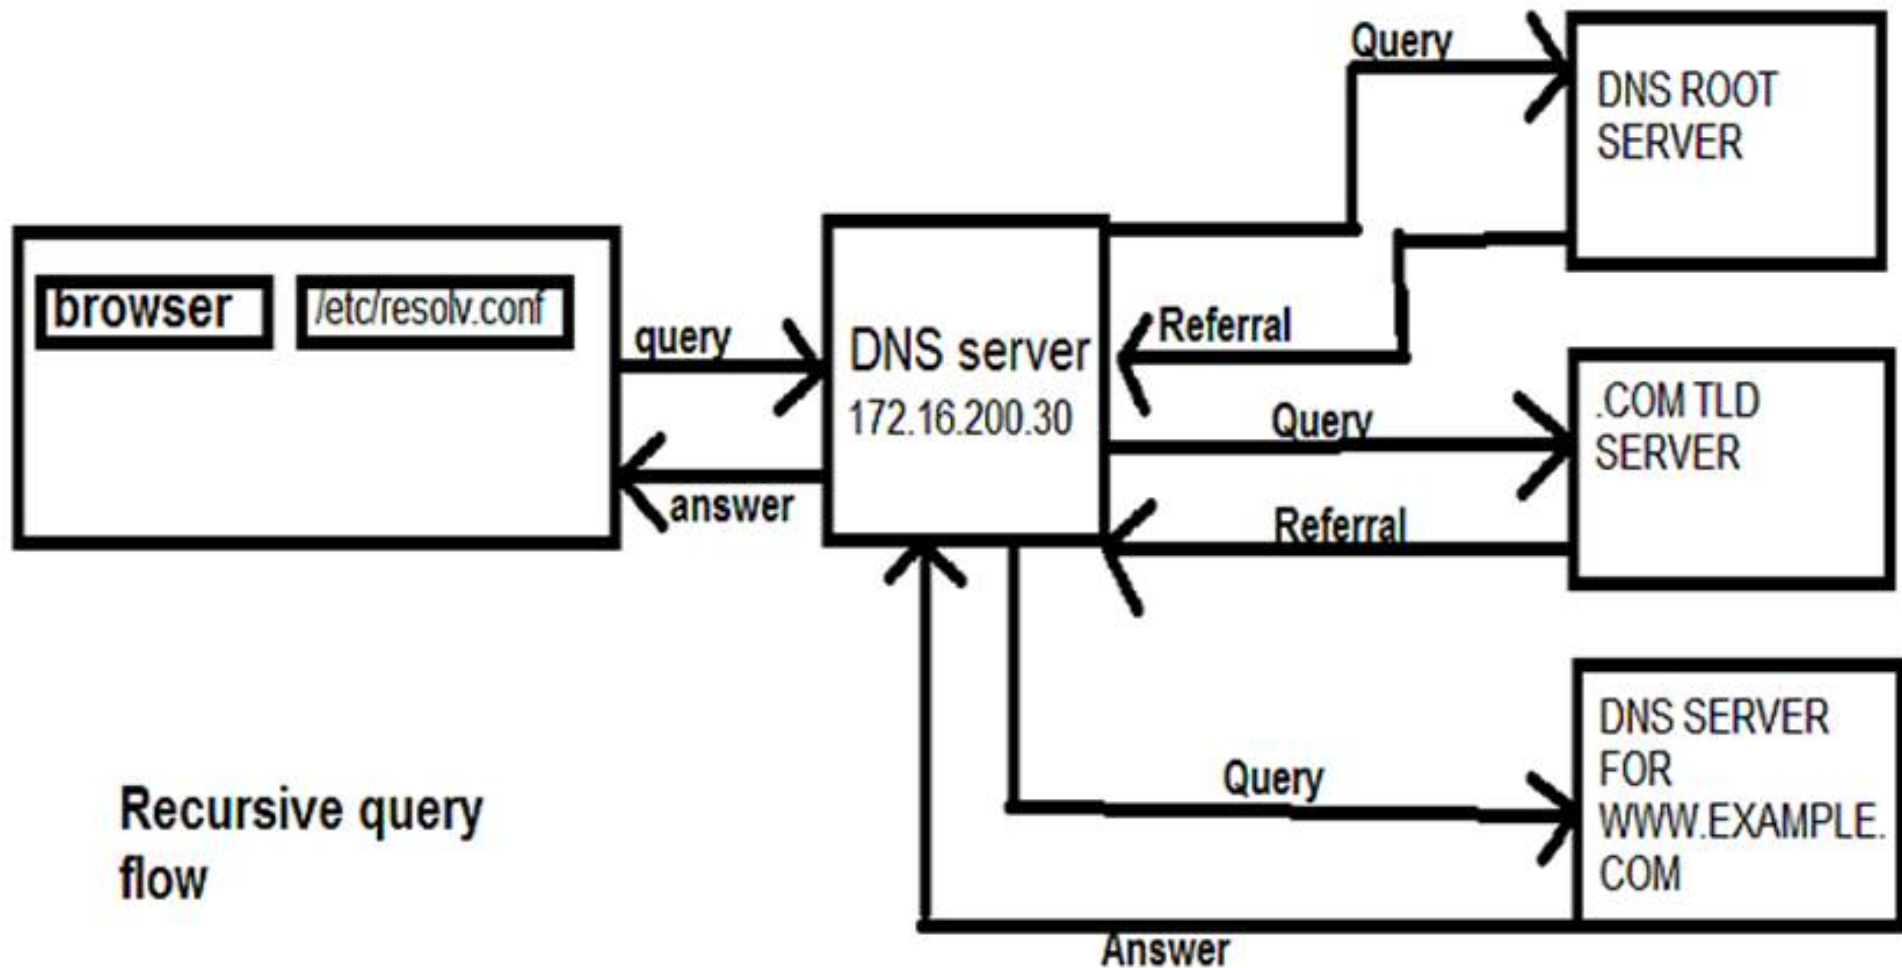 browser
/etc/resolv.conf
query
answer
DNS server
172.16.200.30
Query
DNS ROOT
SERVER
Referral
Query
.COM TLD
SERVER
Referral
Query
DNS SERVER
FOR
WWW.EXAMPLE.
COM
Answer
Recursive query
flow